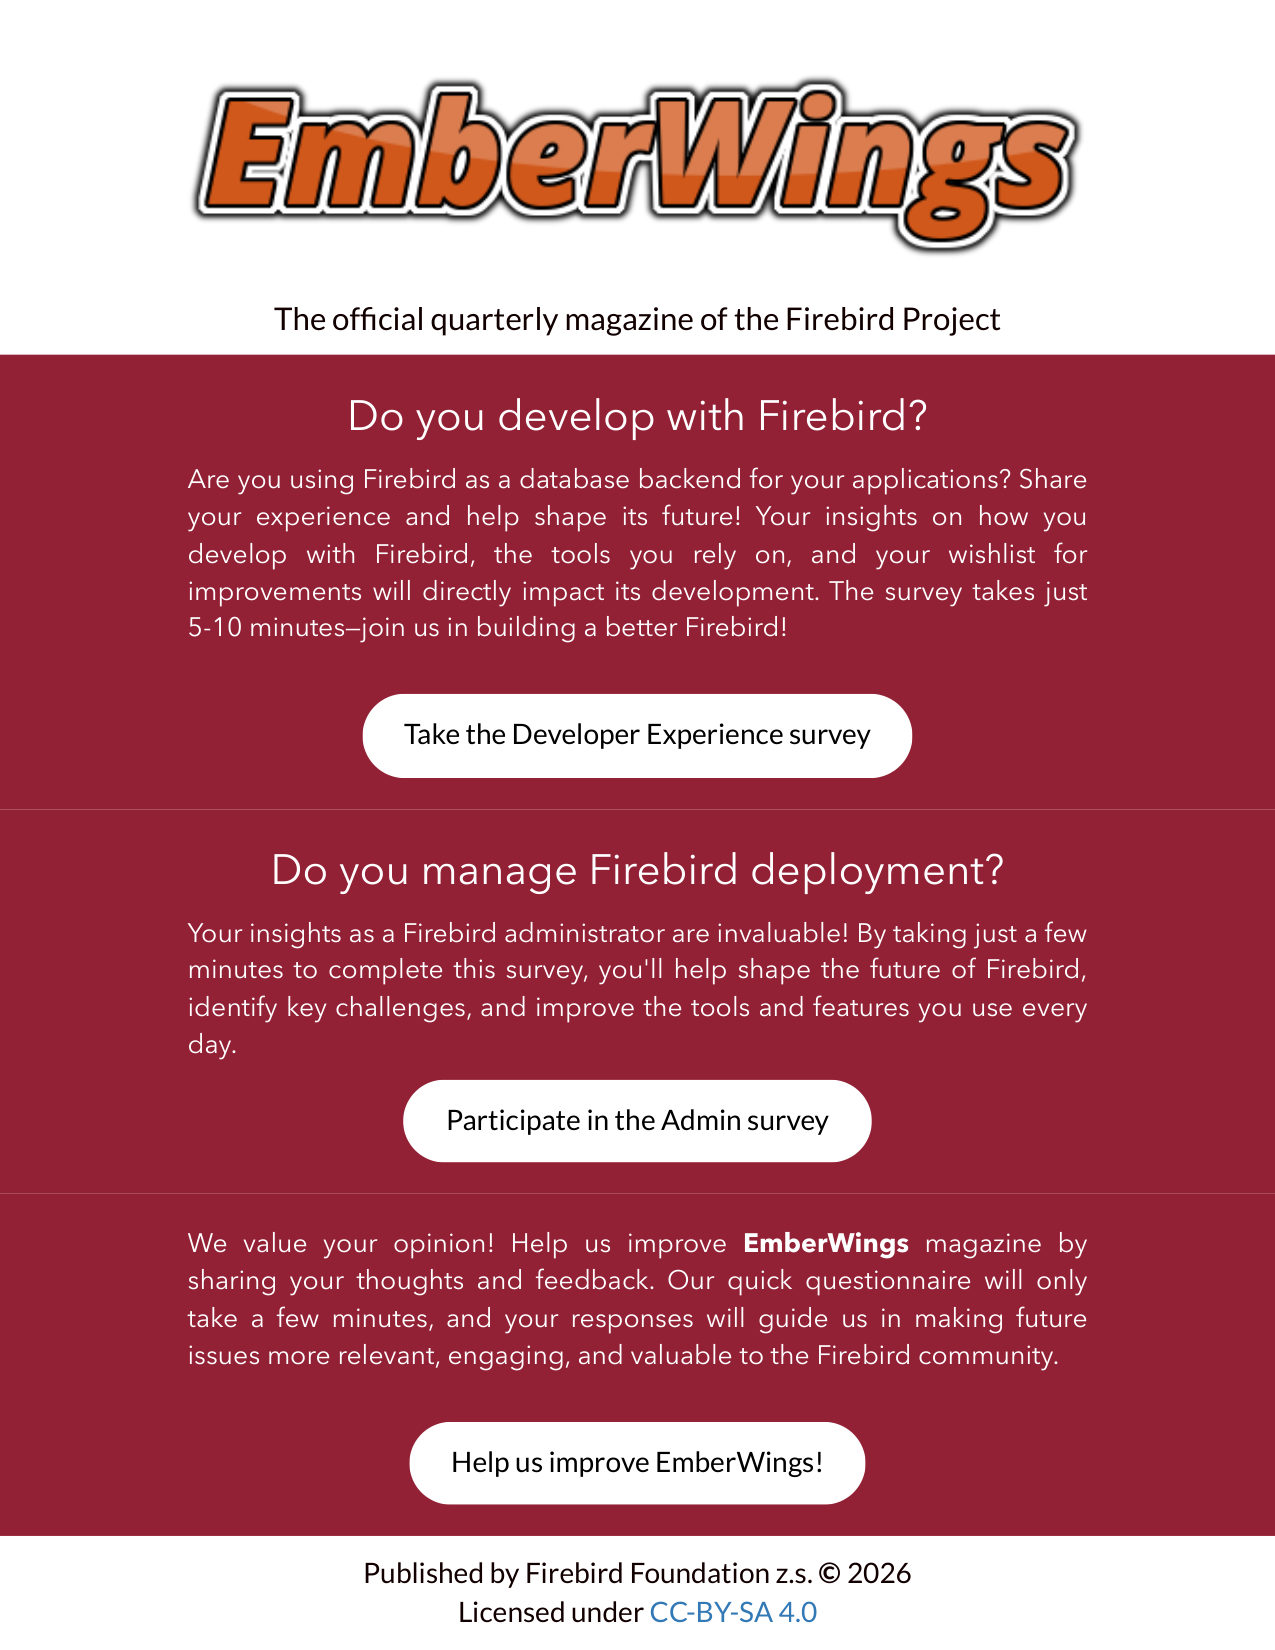 EmberWings
The official quarterly magazine of the Firebird Project
Do you develop with Firebird?
Are you using Firebird as a database backend for your applications? Share
your experience and help shape its future! Your insights on how you
develop with Firebird, the tools you rely on, and your wishlist for
improvements will directly impact its development. The survey takes just
5-10 minutes—join us in building a better Firebird!
Take the Developer Experience survey
Do you manage Firebird deployment?
Your insights as a Firebird administrator are invaluable! By taking just a few
minutes to complete this survey, you'll help shape the future of Firebird,
identify key challenges, and improve the tools and features you use every
day.
Participate in the Admin survey
We value your opinion! Help us improve EmberWings magazine by
sharing your thoughts and feedback. Our quick questionnaire will only
take a few minutes, and your responses will guide us in making future
issues more relevant, engaging, and valuable to the Firebird community.
Help us improve EmberWings!
Published by Firebird Foundation z.s. © 2026
Licensed under CC-BY-SA 4.0